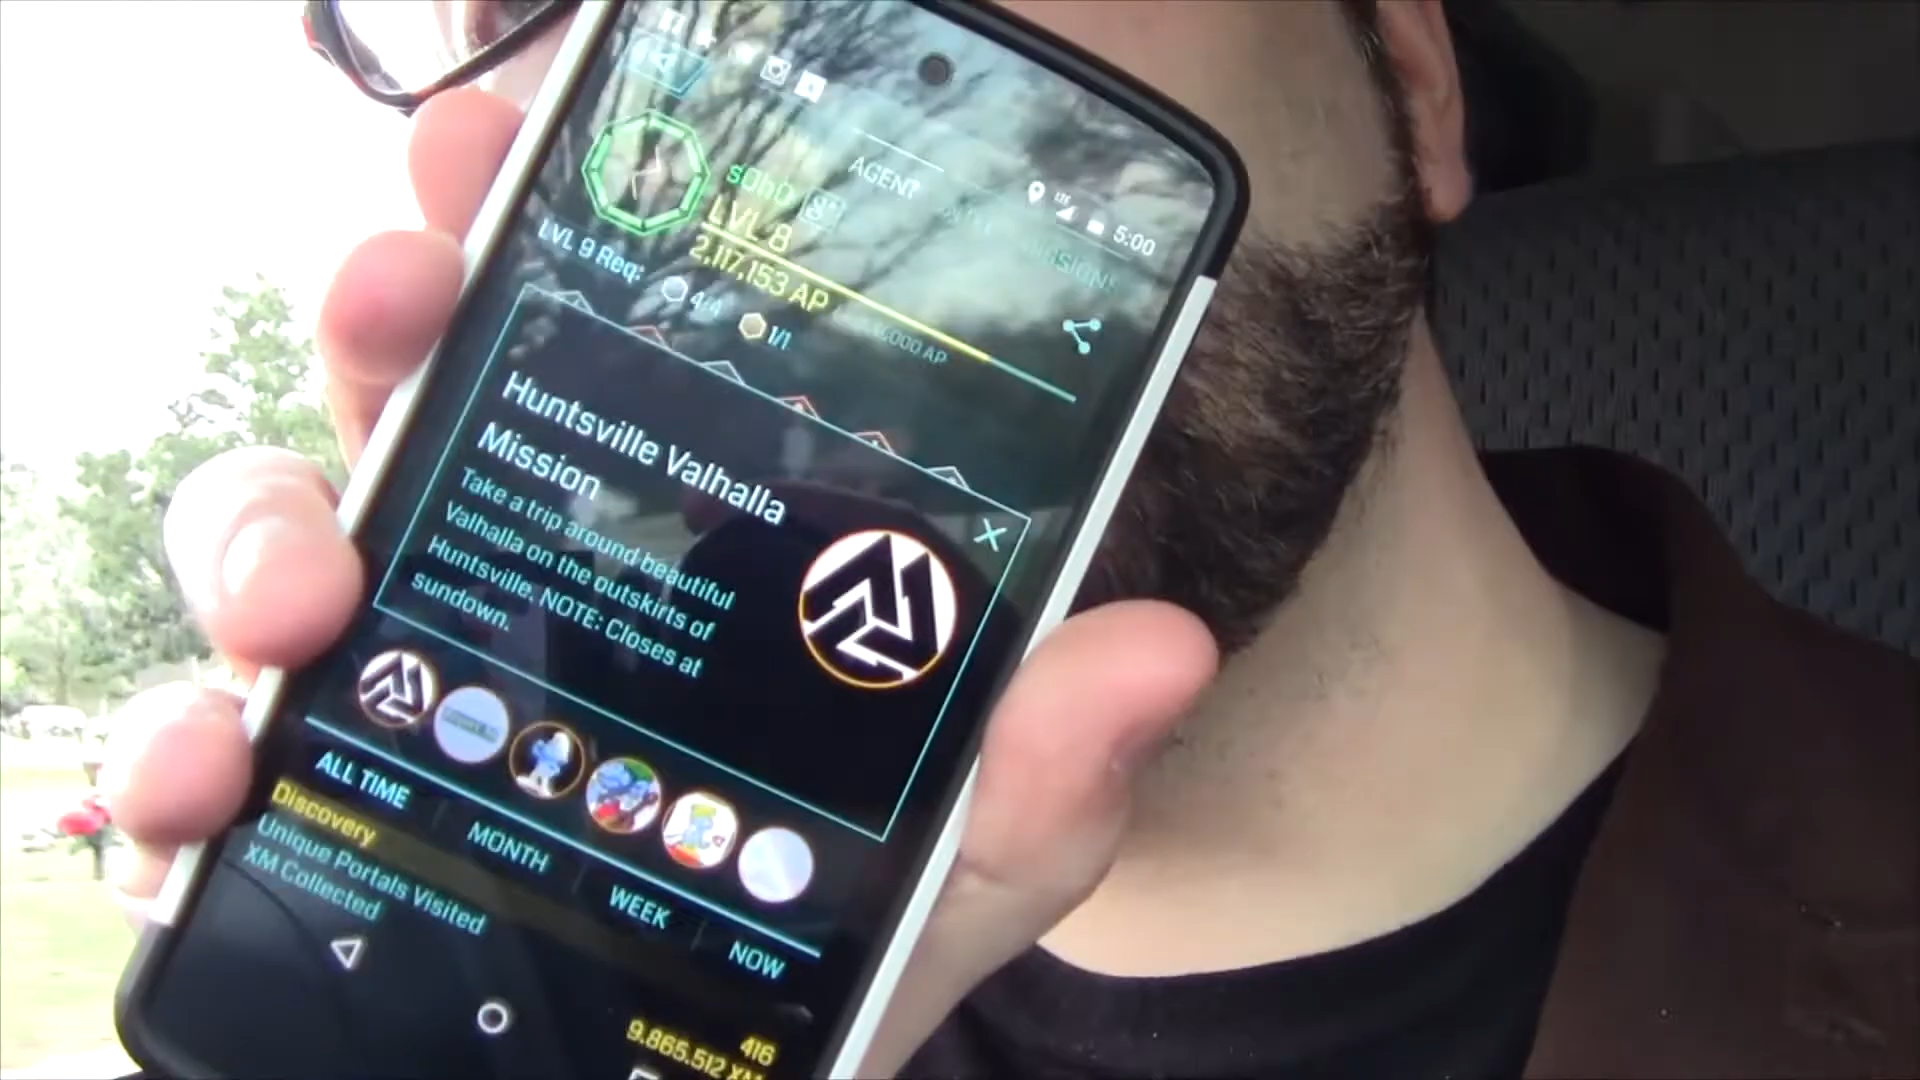 AGENT
5:00
LVL 8
2,117,153 AP
LVL 9 Req:
4/4
1/1
Huntsville Valhalla
Mission
Take a trip around beautiful
Valhalla on the outskirts of
Huntsville. NOTE: Closes at
sundown.
ALL TIME
MONTH
WEEK
NOW
Discovery
Unique Portals Visited
416
XM Collected
9,865,512 XM